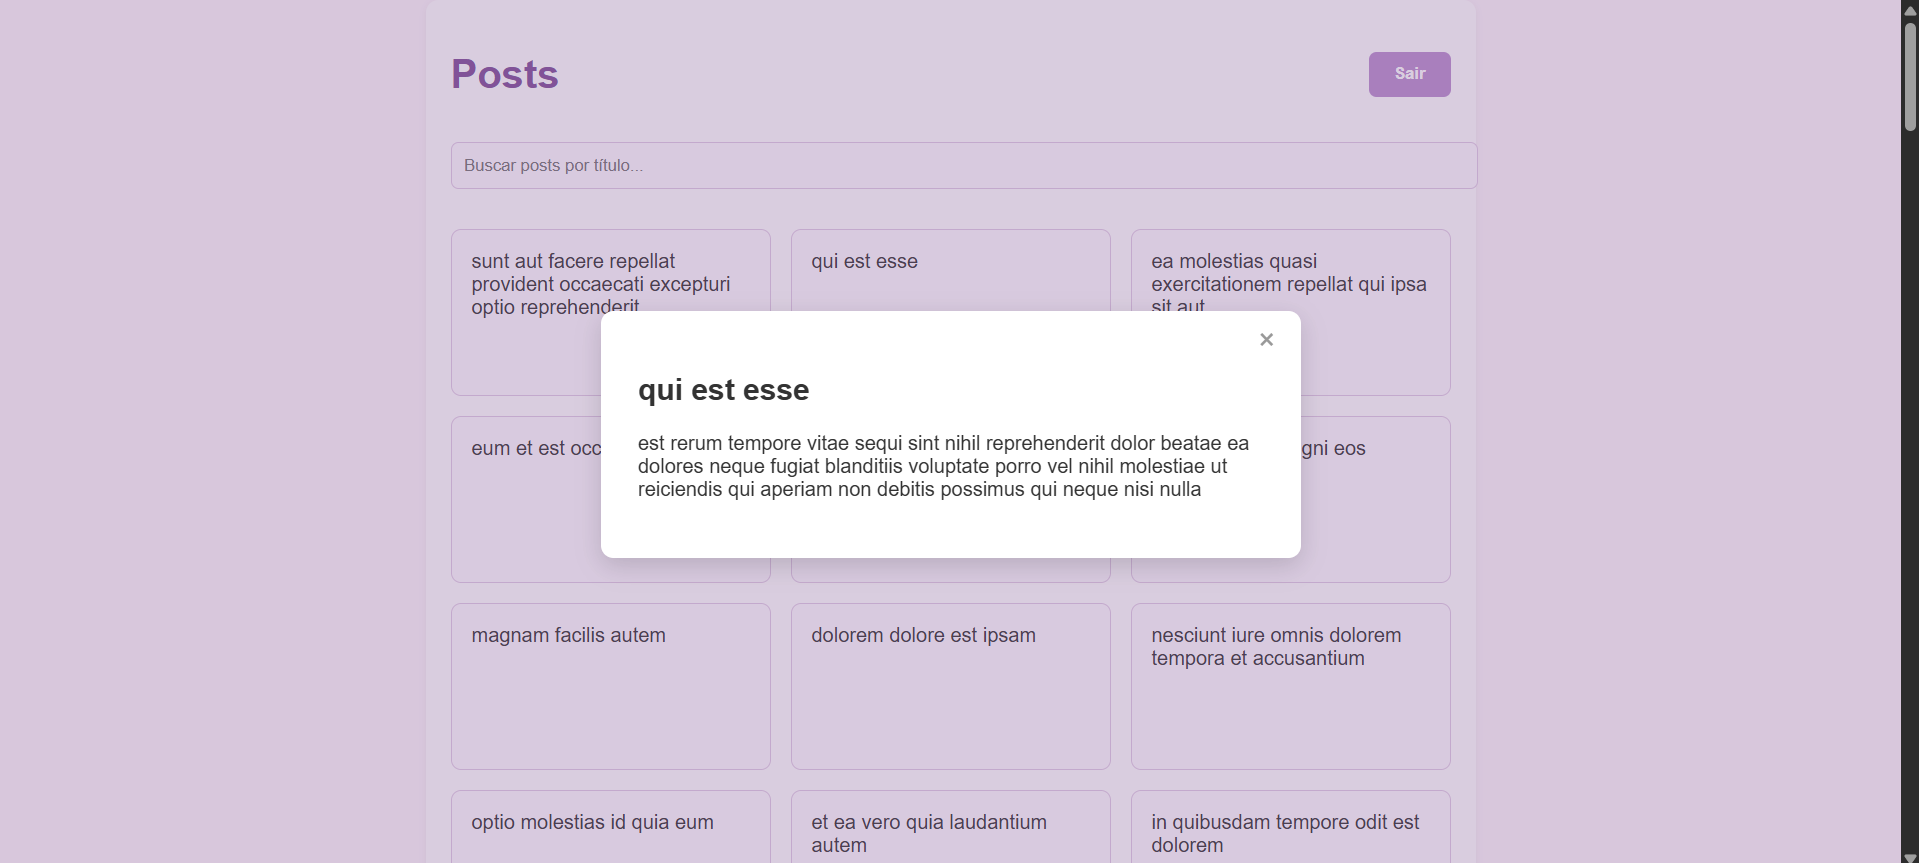 Posts
Sair
Buscar posts por título...
sunt aut facere repellat
provident occaecati excepturi
optio reprehenderit
qui est esse
ea molestias quasi
exercitationem repellat qui ipsa
sit aut
×
qui est esse
est rerum tempore vitae sequi sint nihil reprehenderit dolor beatae ea
dolores neque fugiat blanditiis voluptate porro vel nihil molestiae ut
reiciendis qui aperiam non debitis possimus qui neque nisi nulla
eum et est occ
gni eos
magnam facilis autem
dolorem dolore est ipsam
nesciunt iure omnis dolorem
tempora et accusantium
optio molestias id quia eum
et ea vero quia laudantium
autem
in quibusdam tempore odit est
dolorem